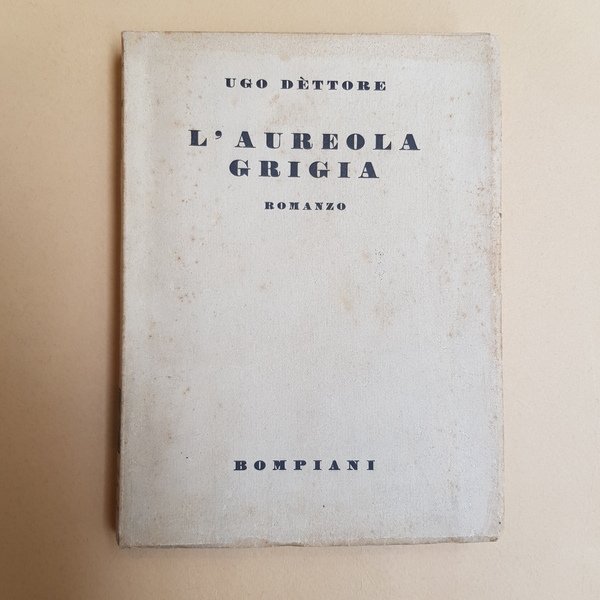 UGO DÈTTORE
L'AUREOLA
GRIGIA
ROMANZO
BOMPIANI